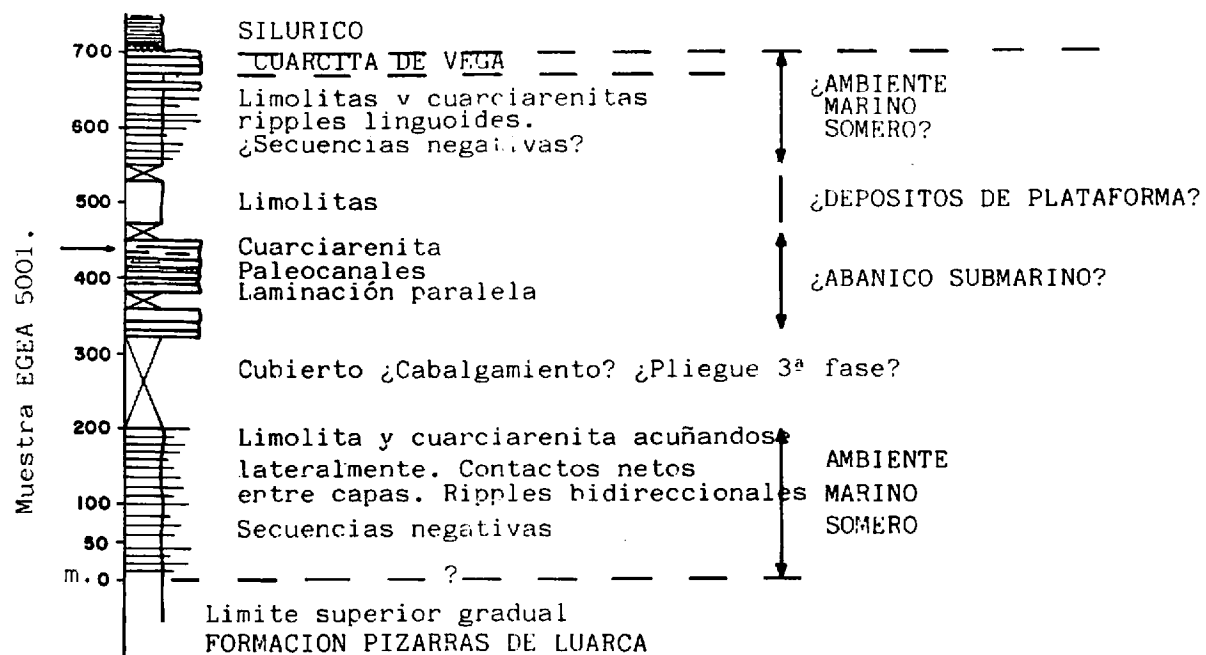 SILURICO
700
CUARCITA DE VEGA
Limolitas y cuarciarenitas
ripples linguoides.
¿Secuencias negativas?
¿AMBIENTE
MARINO
SOMERO?
600
500
Limolitas
¿DEPOSITOS DE PLATAFORMA?
Cuarciarenita
Paleocanales
Laminación paralela
400
¿ABANICO SUBMARINO?
300
Cubierto ¿Cabalgamiento? ¿Pliegue 3ª fase?
200
Limolita y cuarciarenita acuñandose
lateralmente. Contactos netos
entre capas. Ripples bidireccionales
Secuencias negativas
AMBIENTE
MARINO
SOMERO
100
50
m. 0
?
Limite superior gradual
FORMACION PIZARRAS DE LUARCA
Muestra EGEA 5001.